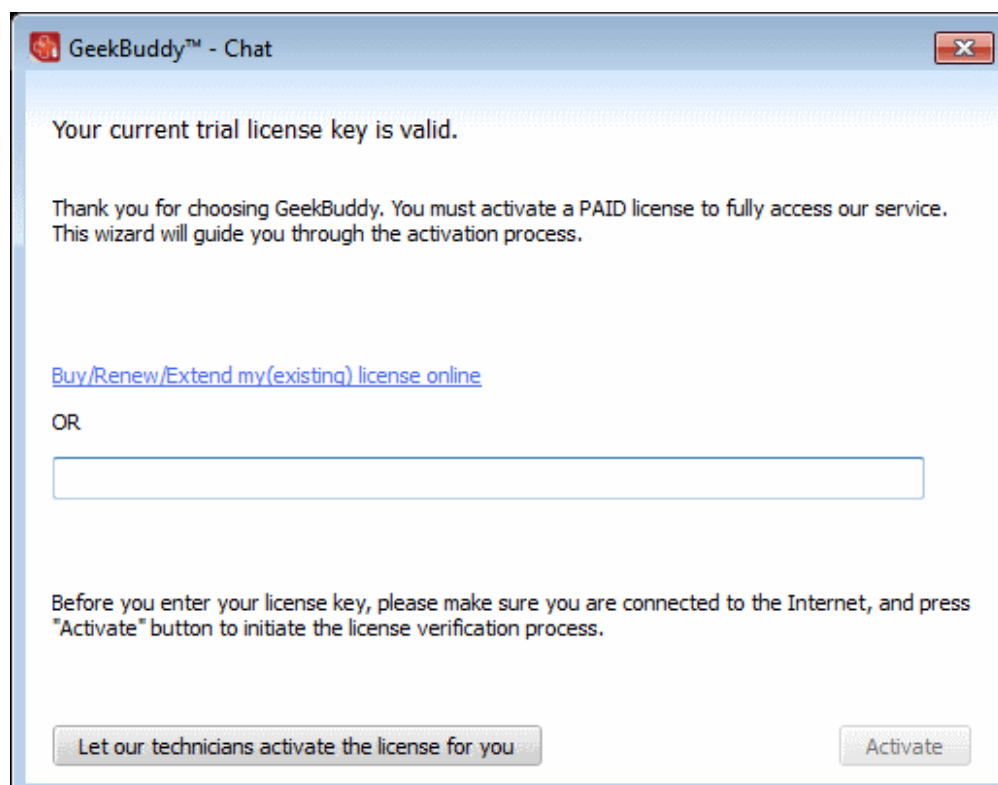 GeekBuddy™ - Chat
Your current trial license key is valid.
Thank you for choosing GeekBuddy. You must activate a PAID license to fully access our service.
This wizard will guide you through the activation process.
Buy/Renew/Extend my(existing) license online
OR
Before you enter your license key, please make sure you are connected to the Internet, and press
"Activate" button to initiate the license verification process.
Let our technicians activate the license for you
Activate